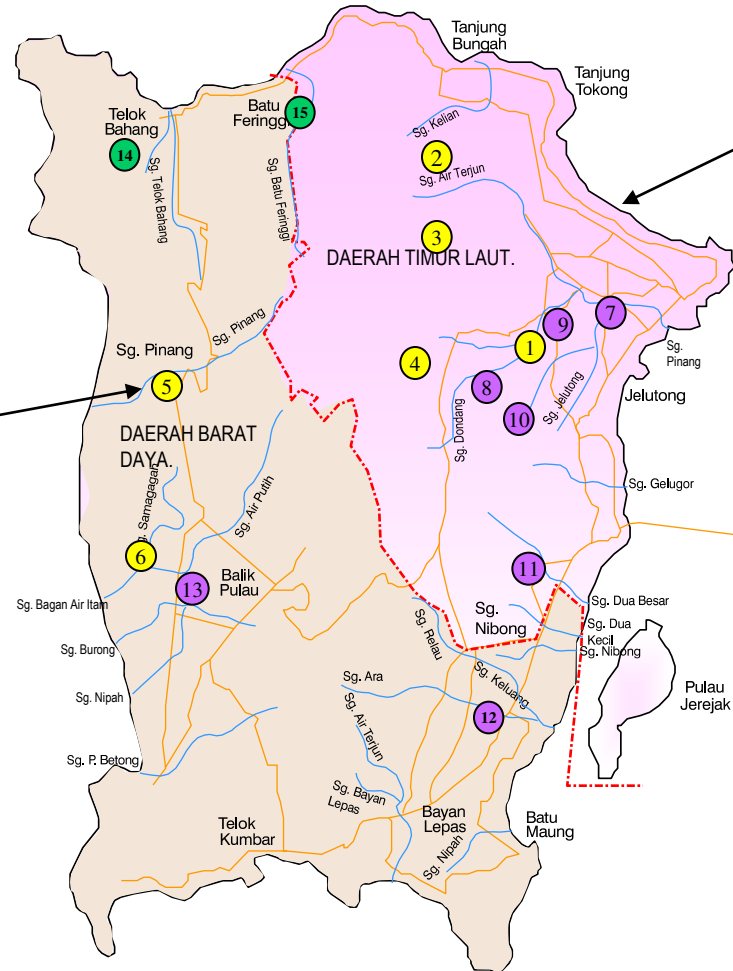 Tanjung
Bungah
Tanjung
Tokong
Telok
Bahang
14
Batu
Feringgi
15
Sg. Kelian
2
Sg. Air Terjun
Sg. Telok Bahang
Sg. Batu Feringgi
3
DAERAH TIMUR LAUT.
Sg. Pinang
Sg. Pinang
7
9
1
Sg.
Pinang
4
5
8
10
Sg. Jelutong
Jelutong
Sg. Dondang
DAERAH BARAT
DAYA.
Sg. Samagagah
Sg. Air Putih
Sg. Gelugor
6
13
Balik
Pulau
11
Sg. Bagan Air Itam
Sg. Dua Besar
Sg.
Nibong
Sg. Dua
Kecil
Sg. Nibong
Sg. Relau
Sg. Burong
Sg. Ara
Sg. Keluang
Pulau
Jerejak
Sg. Nipah
12
Sg. Air Terjun
Sg. P. Betong
Sg. Bayan
Lepas
Telok
Kumbar
Bayan
Lepas
Batu
Maung
Sg. Nipah